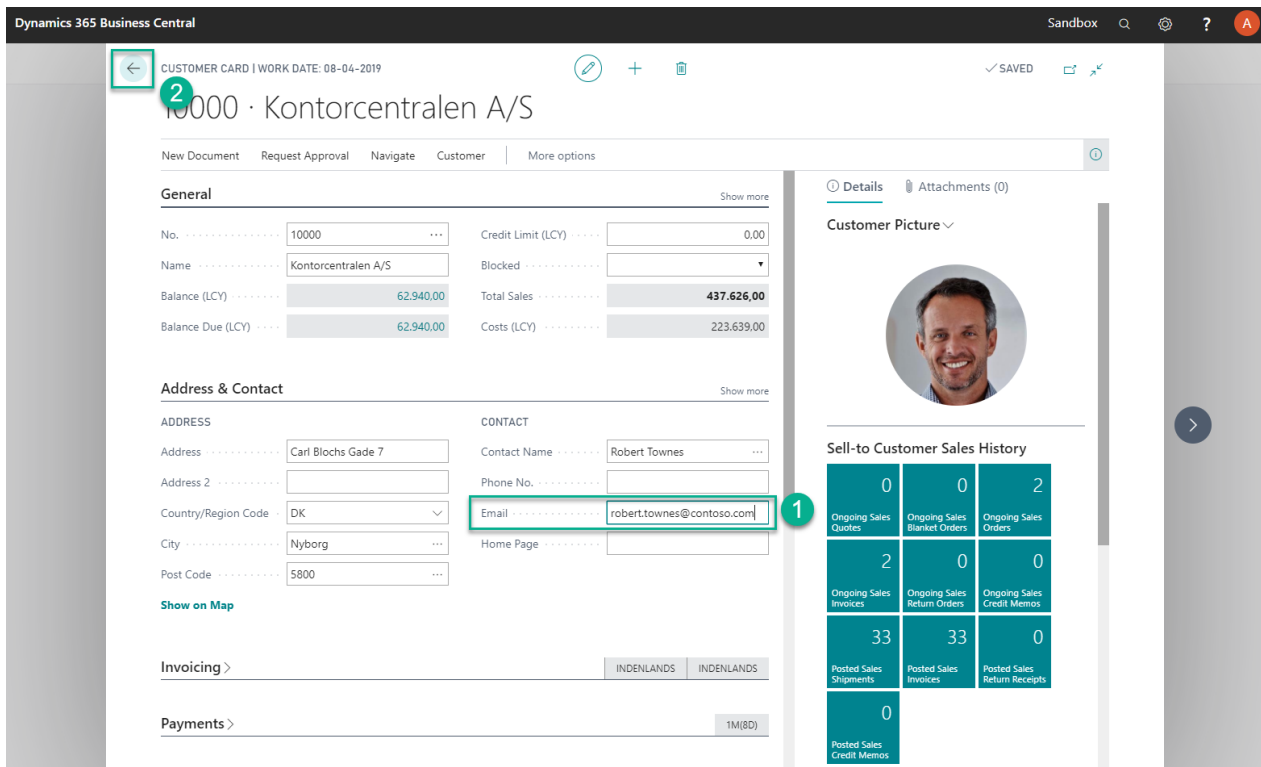 Dynamics 365 Business Central
Sandbox
?
A
CUSTOMER CARD | WORK DATE: 08-04-2019
✓SAVED
2
10000 · Kontorcentralen A/S
New Document Request Approval Navigate Customer More options
General
Show more
No. 10000
Credit Limit (LCY) 0,00
Name Kontorcentralen A/S
Blocked
Balance (LCY) 62.940,00
Total Sales 437.626,00
Balance Due (LCY) 62.940,00
Costs (LCY) 223.639,00
Address & Contact
Show more
ADDRESS
CONTACT
Address Carl Blochs Gade 7
Contact Name Robert Townes
Address 2
Phone No.
Country/Region Code DK
Email robert.townes@contoso.com
1
City Nyborg
Home Page
Post Code 5800
Show on Map
Invoicing
INDENLANDS INDENLANDS
Payments
1M(8D)
Details
Attachments (0)
Customer Picture
Sell-to Customer Sales History
0
Ongoing Sales
Quotes
0
Ongoing Sales
Blanket Orders
2
Ongoing Sales
Orders
2
Ongoing Sales
Invoices
0
Ongoing Sales
Return Orders
0
Ongoing Sales
Credit Memos
33
Posted Sales
Shipments
33
Posted Sales
Invoices
0
Posted Sales
Return Receipts
0
Posted Sales
Credit Memos